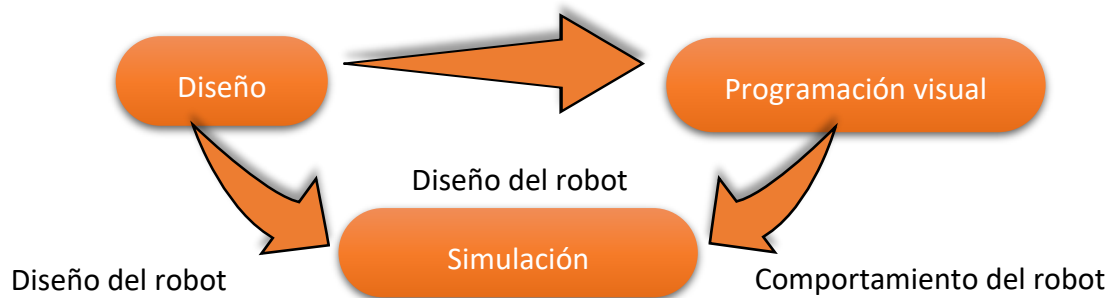 Diseño
Programación visual
Diseño del robot
Simulación
Diseño del robot
Comportamiento del robot